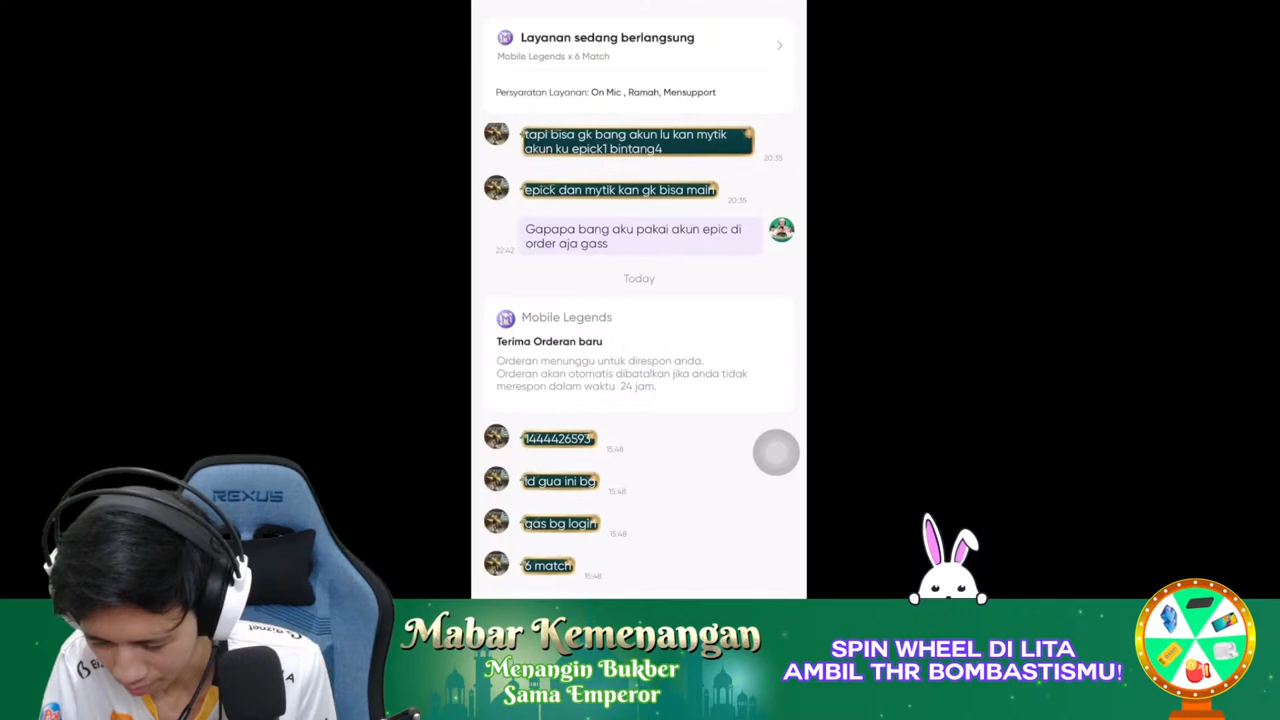 Layanan sedang berlangsung
Mobile Legends x 6 Match
Persyaratan Layanan: On Mic , Ramah, Mensupport
tapi bisa gk bang akun lu kan mytik
akun ku epick1 bintang4
20:35
epick dan mytik kan gk bisa main
20:35
Gapapa bang aku pakai akun epic di
order aja gass
22:42
Today
Mobile Legends
Terima Orderan baru
Orderan menunggu untuk direspon anda.
Orderan akan otomatis dibatalkan jika anda tidak
merespon dalam waktu 24 jam.
1444426593
15:48
id gua ini bg
15:48
gas bg login
15:48
6 match
15:48
REXUS
Biznet
Mabar Kemenangan
Menangin Bukber
Sama Emperor
SPIN WHEEL DI LITA
AMBIL THR BOMBASTISMU!